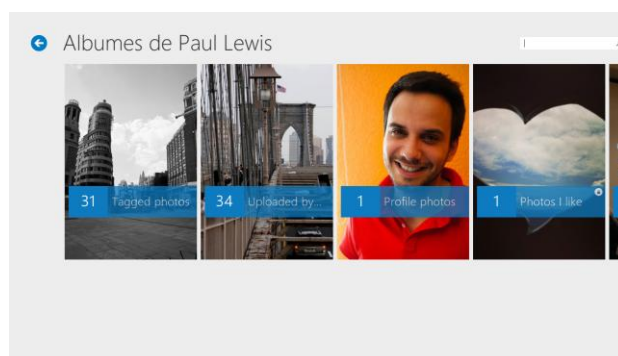 Albumes de Paul Lewis
31 Tagged photos
34 Uploaded by...
1 Profile photos
1 Photos I like